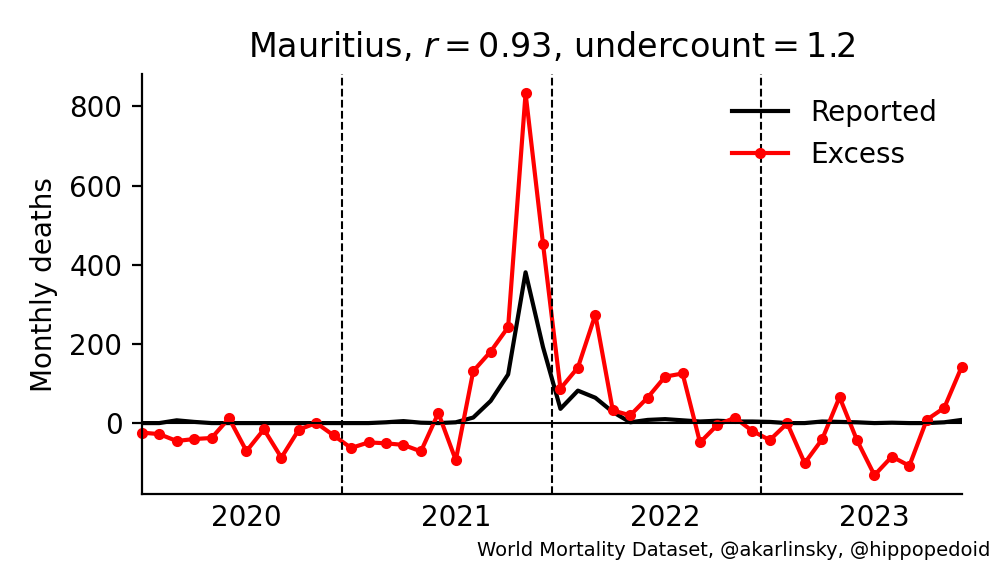 Mauritius, r = 0.93, undercount = 1.2
Monthly deaths
800
600
400
200
0
Reported
Excess
2020 2021 2022 2023
World Mortality Dataset, @akarlinsky, @hippopedoid